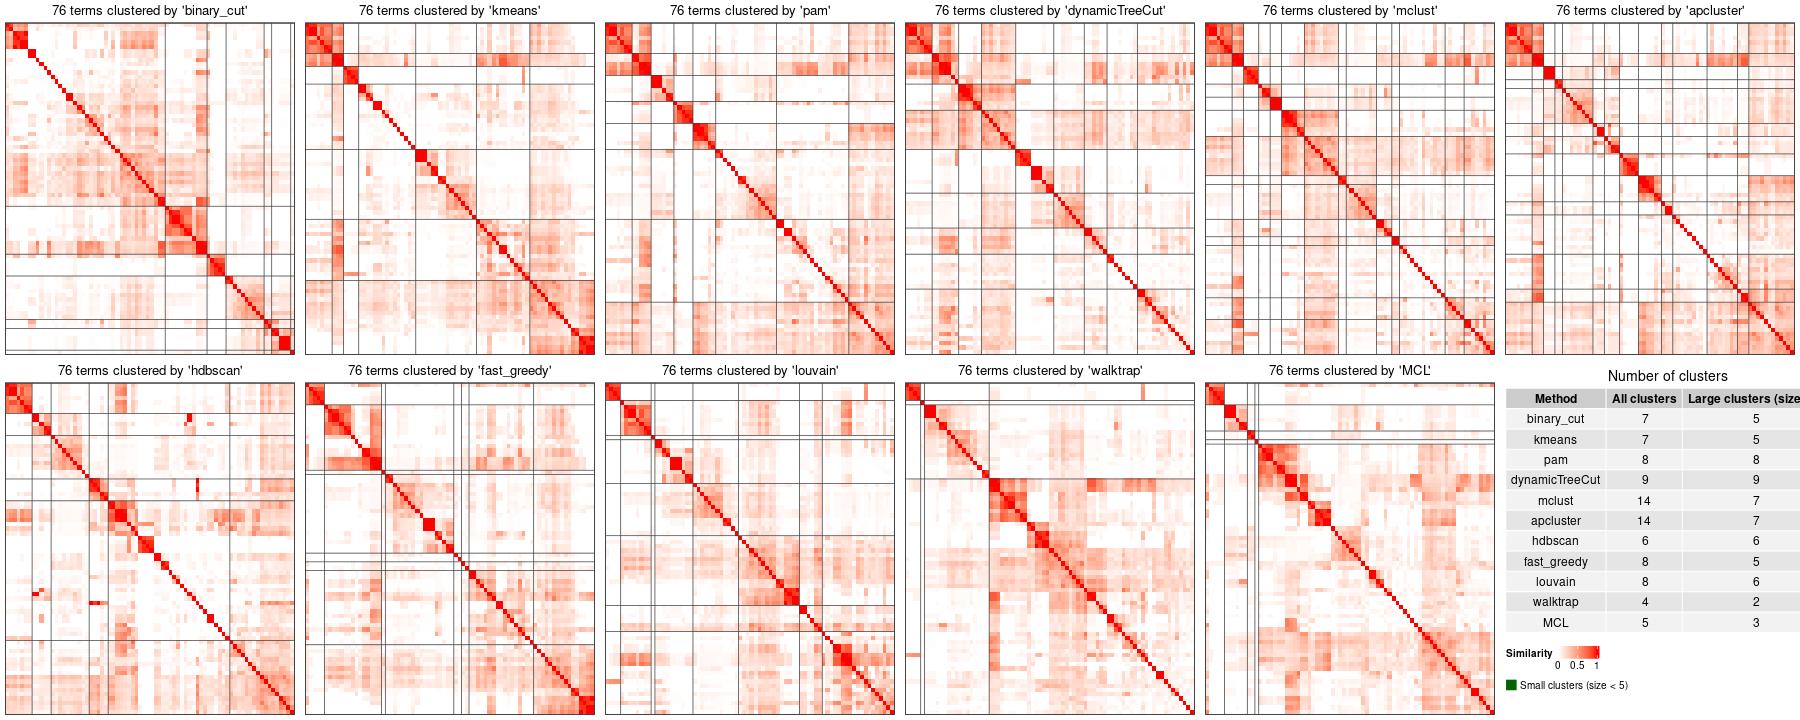 76 terms clustered by 'binary_cut'
76 terms clustered by 'kmeans'
76 terms clustered by 'pam'
76 terms clustered by 'dynamicTreeCut'
76 terms clustered by 'mclust'
76 terms clustered by 'apcluster'
76 terms clustered by 'hdbscan'
76 terms clustered by 'fast_greedy'
76 terms clustered by 'louvain'
76 terms clustered by 'walktrap'
76 terms clustered by 'MCL'
Number of clusters
Method All clusters Large clusters (size
binary_cut 7 5
kmeans 7 5
pam 8 8
dynamicTreeCut 9 9
mclust 14 7
apcluster 14 7
hdbscan 6 6
fast_greedy 8 5
louvain 8 6
walktrap 4 2
MCL 5 3
Similarity
0 0.5 1
Small clusters (size < 5)